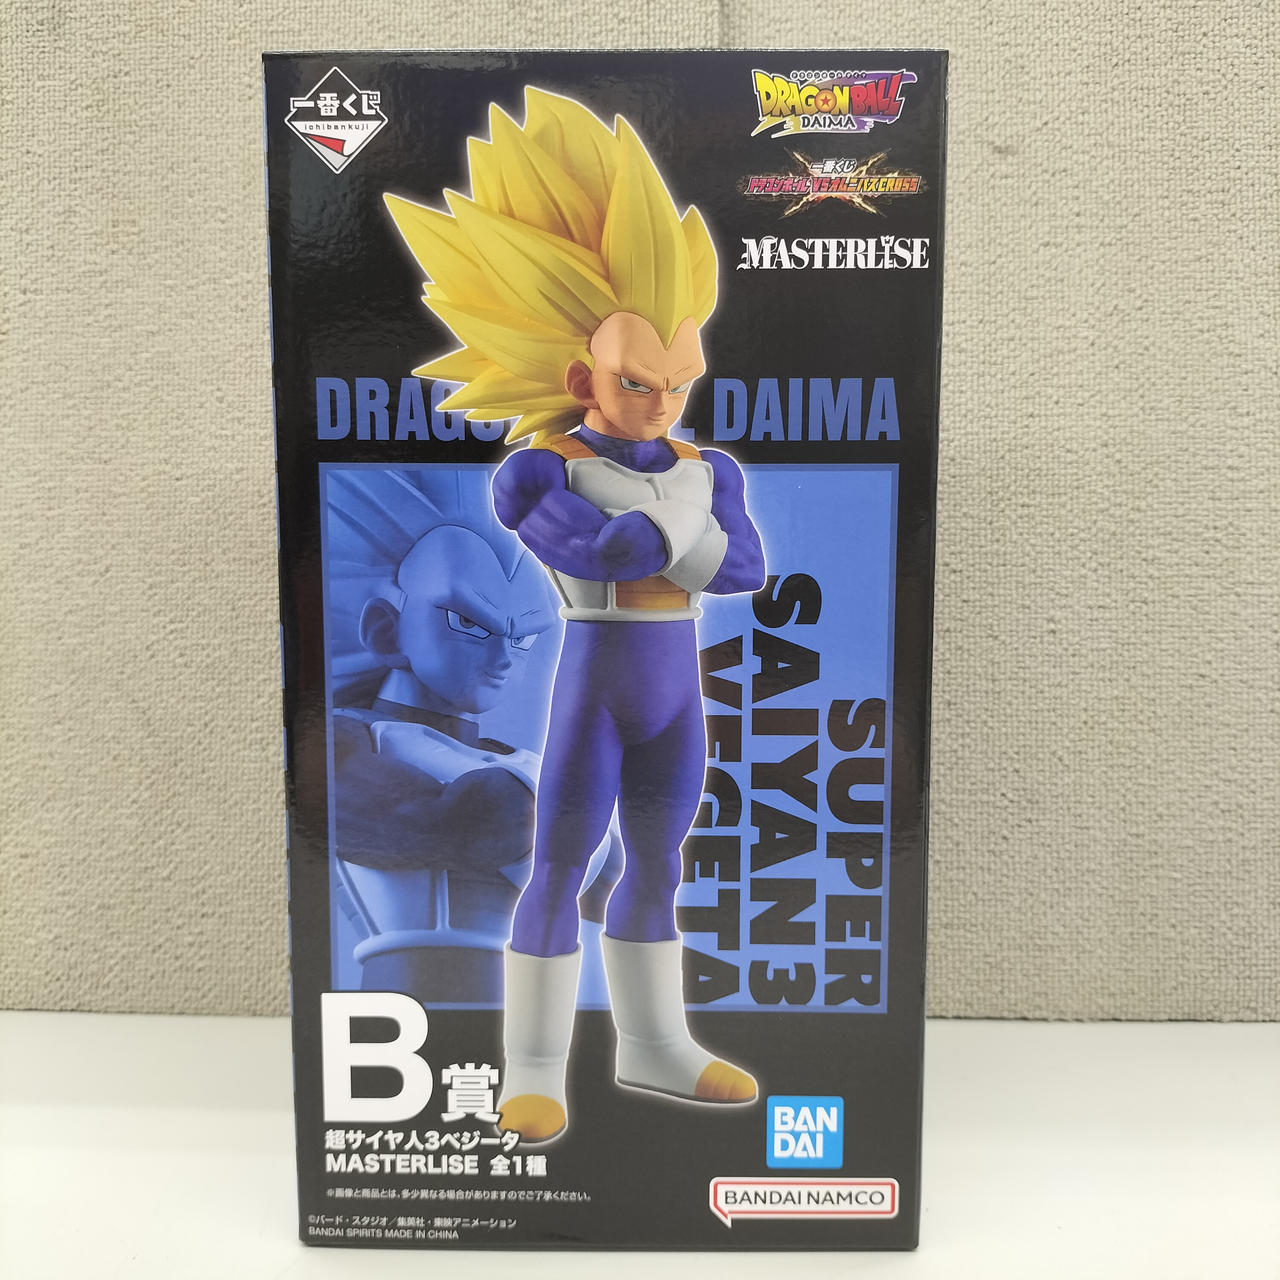 一番くじ
ichibankuji
DRAGON BALL
DAIMA
一番くじ
ドラゴンボール VSオムニバスCROSS
MASTERLISE
DRAGO L DAIMA
SUPER
SAIYAN 3
VEGETA
B賞
超サイヤ人3ベジータ
MASTERLISE 全1種
※画像と商品とは、多少異なる場合がありますのでご了承ください。
©バード・スタジオ／集英社・東映アニメーション
BANDAI SPIRITS MADE IN CHINA
BAN
DAI
BANDAI NAMCO